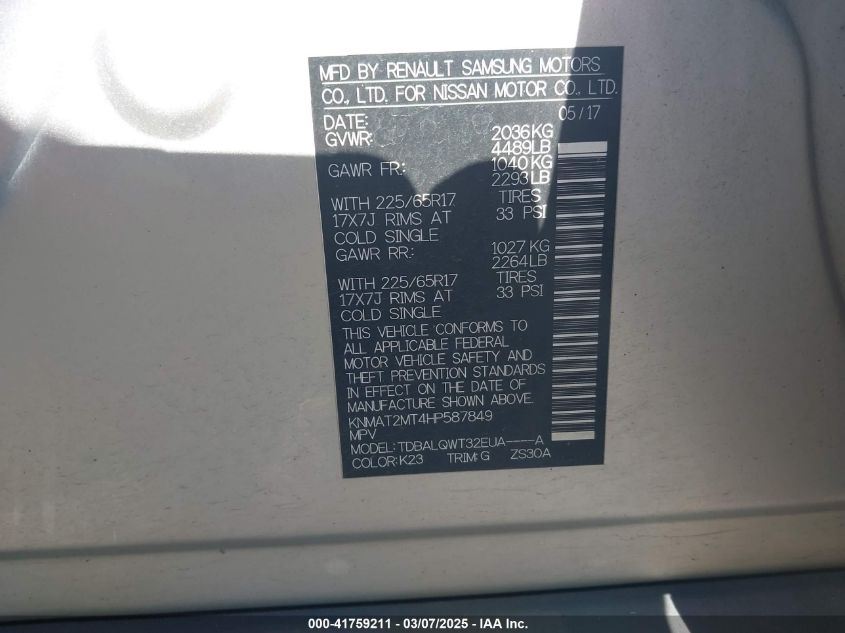 MFD BY RENAULT SAMSUNG MOTORS
CO., LTD. FOR NISSAN MOTOR CO., LTD.
DATE: 05/17
GVWR: 2036KG
4489LB
GAWR FR: 1040KG
2293LB
WITH 225/65R17 TIRES
17X7J RIMS AT 33 PSI
COLD SINGLE
GAWR RR: 1027 KG
2264LB
WITH 225/65R17 TIRES
17X7J RIMS AT 33 PSI
COLD SINGLE
THIS VEHICLE CONFORMS TO
ALL APPLICABLE FEDERAL
MOTOR VEHICLE SAFETY AND
THEFT PREVENTION STANDARDS
IN EFFECT ON THE DATE OF
MANUFACTURE SHOWN ABOVE.
KNMAT2MT4HP587849
MPV
MODEL: TDBALQWT32EUA----A
COLOR: K23 TRIM: G ZS30A
000-41759211 - 03/07/2025 - IAA Inc.